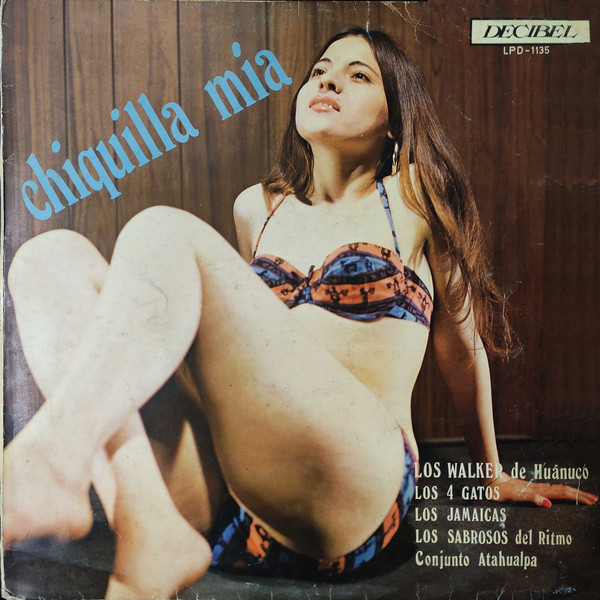 DECIBEL
LPD-1135
chiquilla mia
LOS WALKER de Huánuco
LOS 4 GATOS
LOS JAMAICAS
LOS SABROSOS del Ritmo
Conjunto Atahualpa